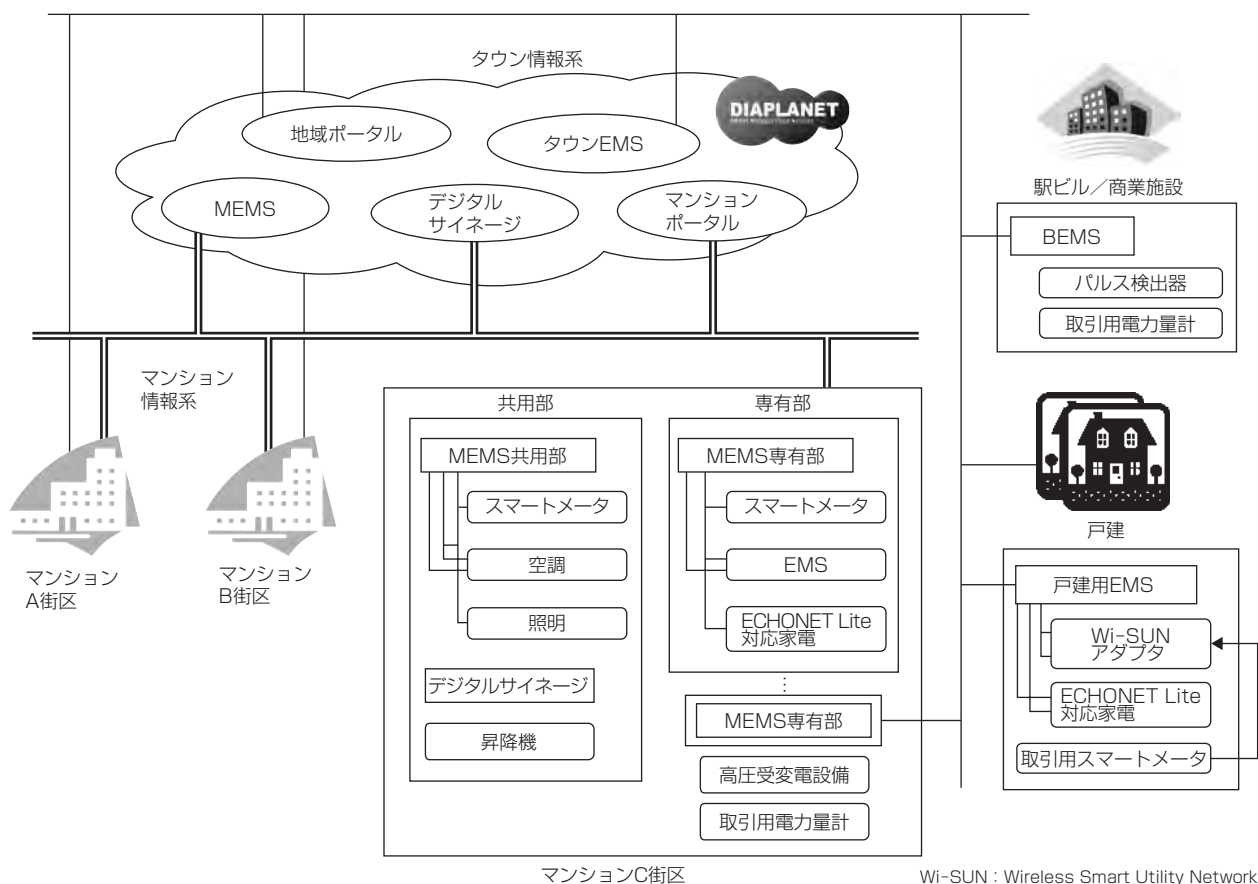 タウン情報系
DIAPLANET
地域ポータル
タウンEMS
MEMS
デジタル
サイネージ
マンション
ポータル
駅ビル／商業施設
BEMS
パルス検出器
取引用電力量計
マンション
情報系
マンション
A街区
マンション
B街区
共用部
MEMS共用部
スマートメータ
空調
照明
デジタルサイネージ
昇降機
専有部
MEMS専有部
スマートメータ
EMS
ECHONET Lite
対応家電
⋮
MEMS専有部
高圧受変電設備
取引用電力量計
マンションC街区
戸建
戸建用EMS
Wi-SUN
アダプタ
ECHONET Lite
対応家電
取引用スマートメータ
Wi-SUN：Wireless Smart Utility Network